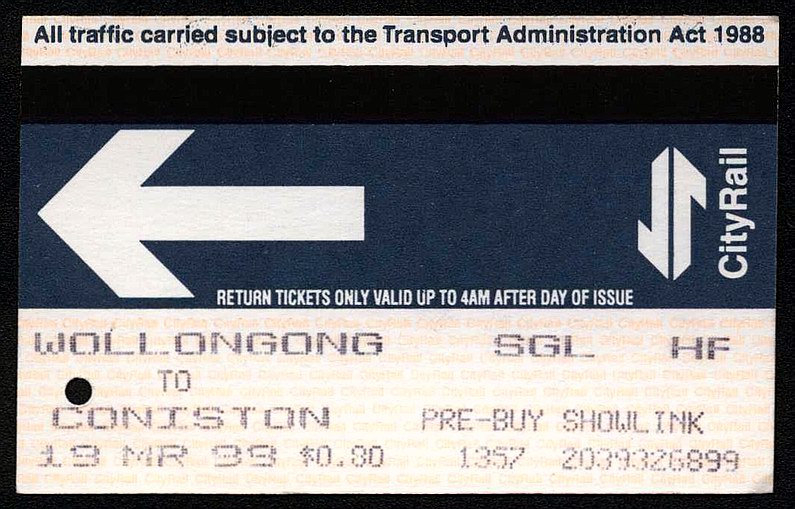 All traffic carried subject to the Transport Administration Act 1988
CityRail
RETURN TICKETS ONLY VALID UP TO 4AM AFTER DAY OF ISSUE
WOLLONGONG SGL HF
TO
CONISTON PRE-BUY SHOWLINK
19 MR 99 $0.80 1357 2039326899